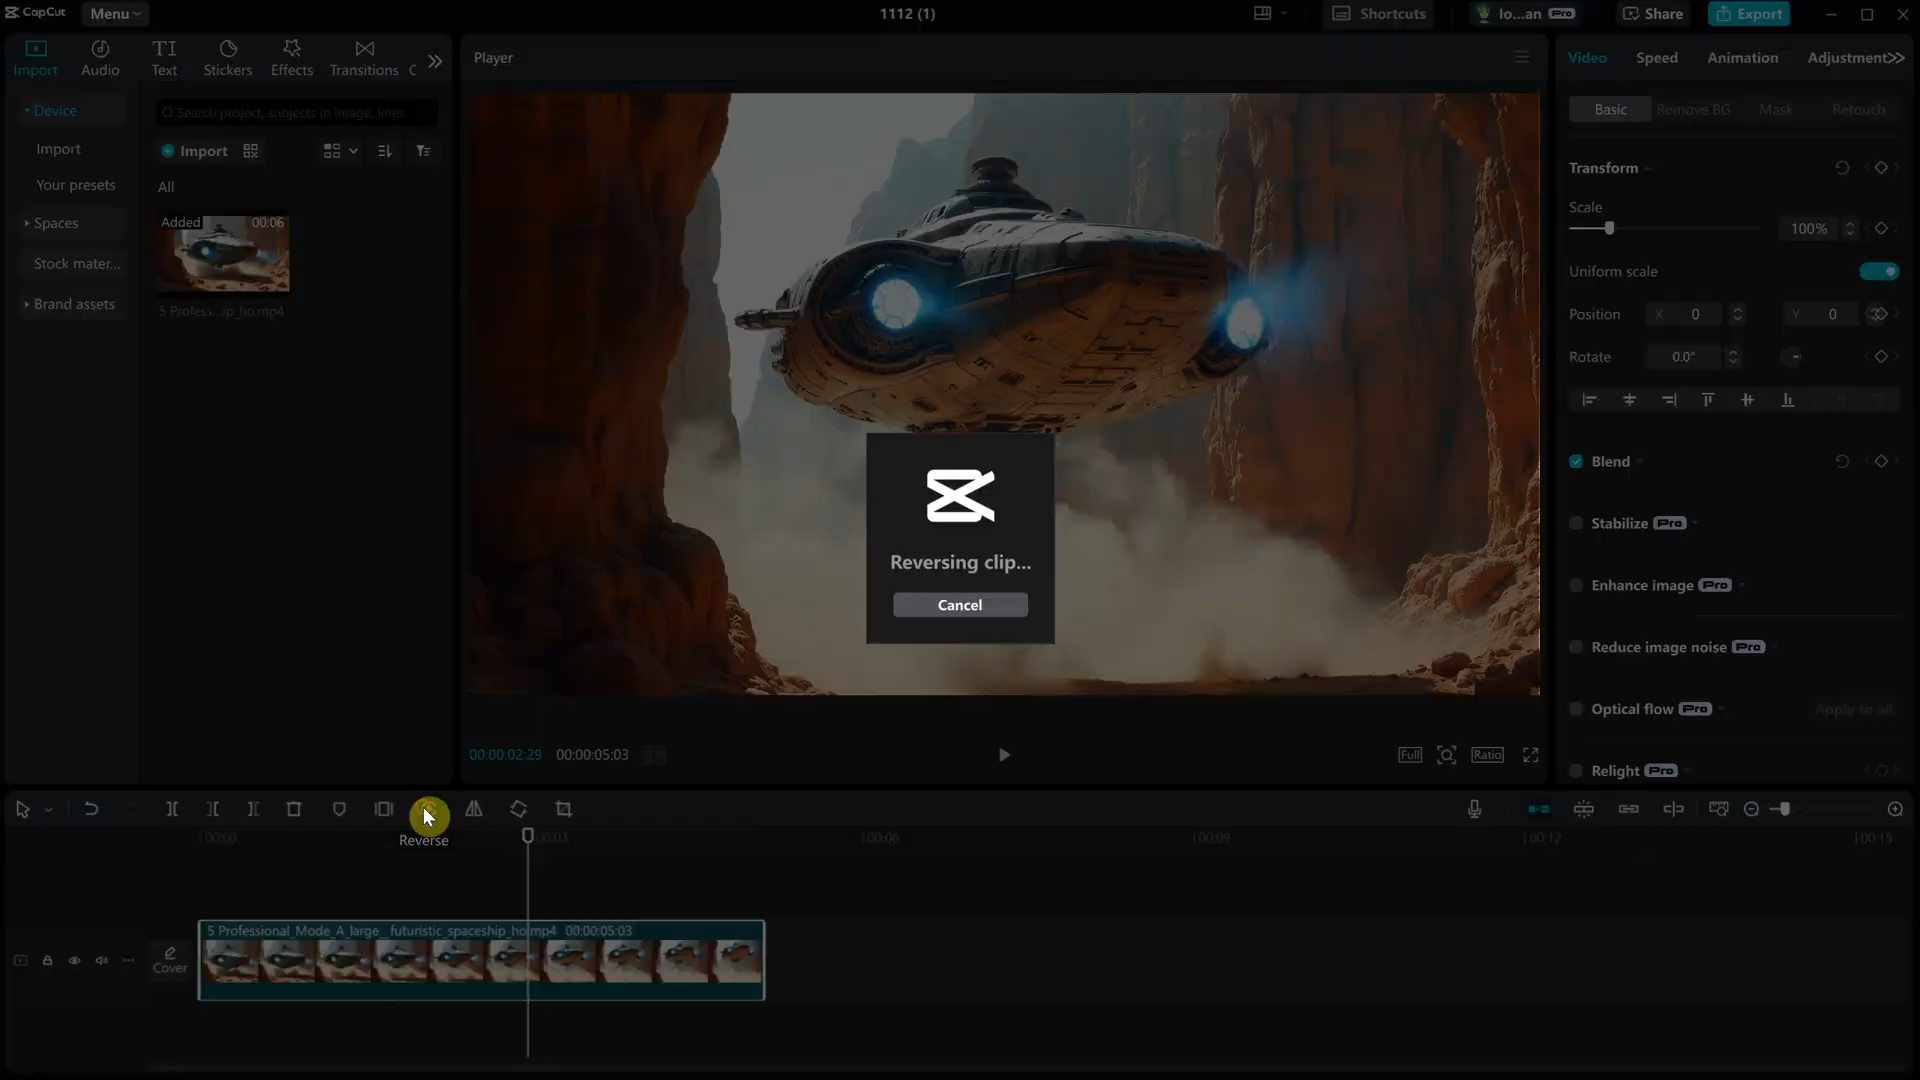 CapCut
Menu
1112 (1)
Shortcuts
lo...an Pro
Share
Export
Import
Audio
TI
Text
Stickers
Effects
Transitions
C
Player
Video
Speed
Animation
Adjustment
Device
Import
Your presets
Spaces
Stock mater...
Brand assets
Search project, subjects in image, lines
Import
All
Added
00:06
5 Profess...ip_ho.mp4
Basic
Remove BG
Mask
Retouch
Transform
Scale
100%
Uniform scale
Position
X 0
Y 0
Rotate
0.0°
Blend
Stabilize Pro
Enhance image Pro
Reduce image noise Pro
Optical flow Pro
Apply to all
Relight Pro
Reversing clip...
Cancel
00:00:02:29
00:00:05:03
Full
Ratio
Reverse
00:00
00:03
00:06
00:09
00:12
00:15
Cover
5 Professional_Mode_A_large__futuristic_spaceship_ho.mp4 00:00:05:03